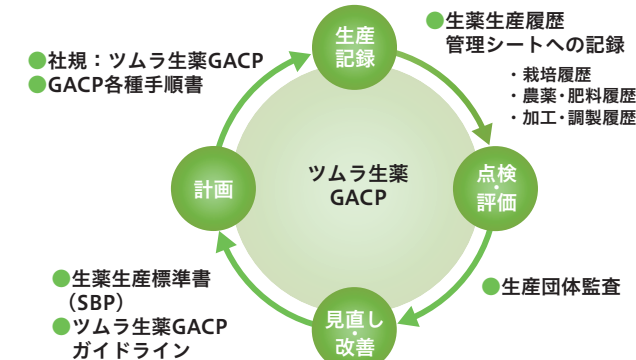 生産
記録
●生薬生産履歴
管理シートへの記録
・栽培履歴
・農薬・肥料履歴
・加工・調製履歴
●社規：ツムラ生薬GACP
●GACP各種手順書
計画
ツムラ生薬
GACP
点検
・
評価
●生産団体監査
●生薬生産標準書
（SBP）
●ツムラ生薬GACP
ガイドライン
見直し
・
改善